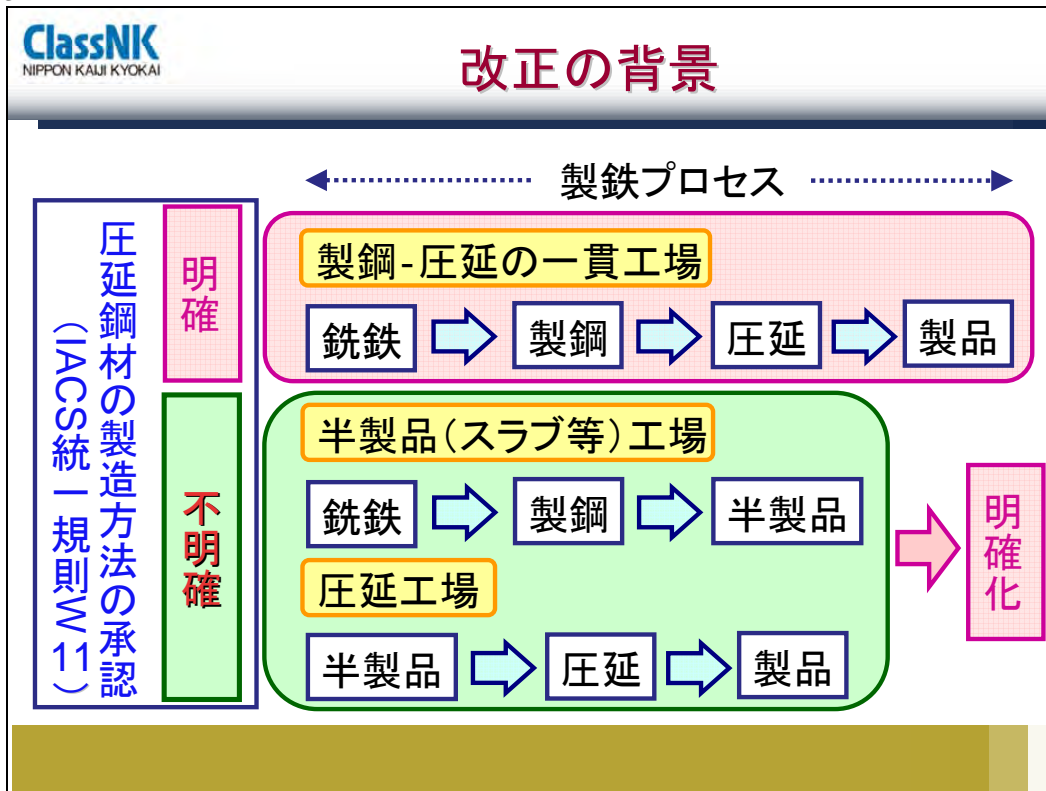 ClassNK
NIPPON KAIJI KYOKAI
改正の背景
製鉄プロセス
圧延鋼材の製造方法の承認
（IACS統一規則W11）
明確
製鋼-圧延の一貫工場
銑鉄
製鋼
圧延
製品
不明確
半製品（スラブ等）工場
銑鉄
製鋼
半製品
圧延工場
半製品
圧延
製品
明確化